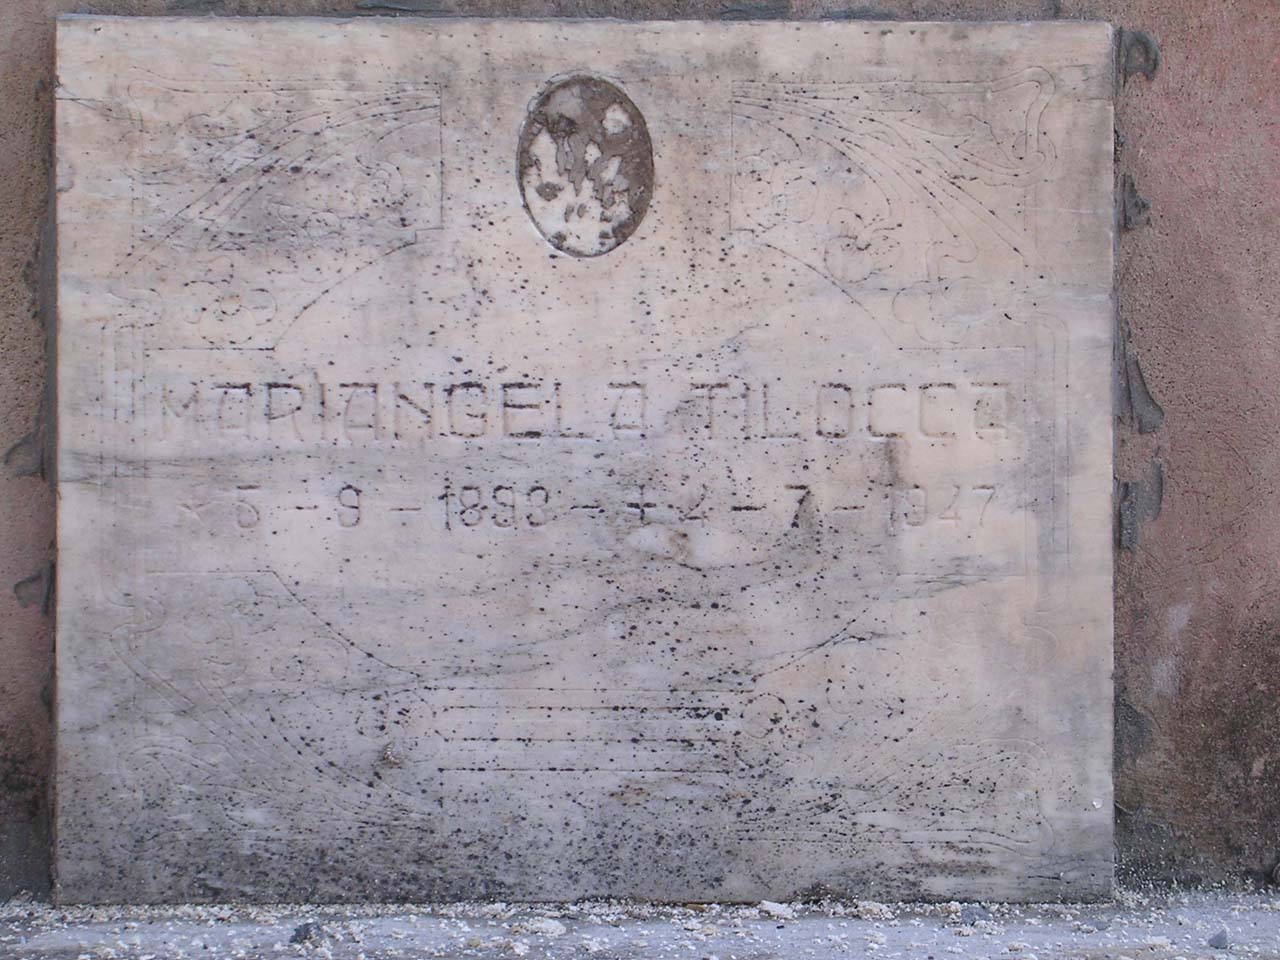 MARIANGELA TILOCCA
* 5 - 9 - 1893 - + 4 - 7 - 1947